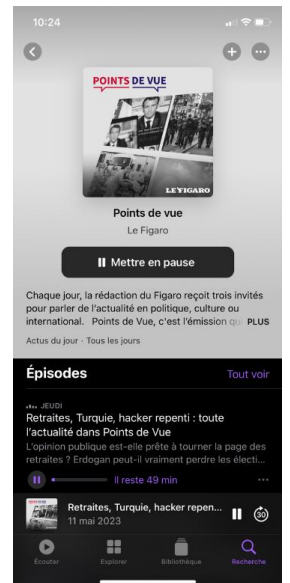 10:24
POINTS DE VUE
LE FIGARO
Points de vue
Le Figaro
Mettre en pause
Chaque jour, la rédaction du Figaro reçoit trois invités
pour parler de l'actualité en politique, culture ou
international. Points de Vue, c'est l'émission qui PLUS
Actus du jour · Tous les jours
Épisodes Tout voir
JEUDI
Retraites, Turquie, hacker repenti : toute
l'actualité dans Points de Vue
L'opinion publique est-elle prête à tourner la page des
retraites ? Erdogan peut-il vraiment perdre les électi...
Il reste 49 min
Retraites, Turquie, hacker repen...
11 mai 2023
30
Écouter Explorer Bibliothèque Recherche